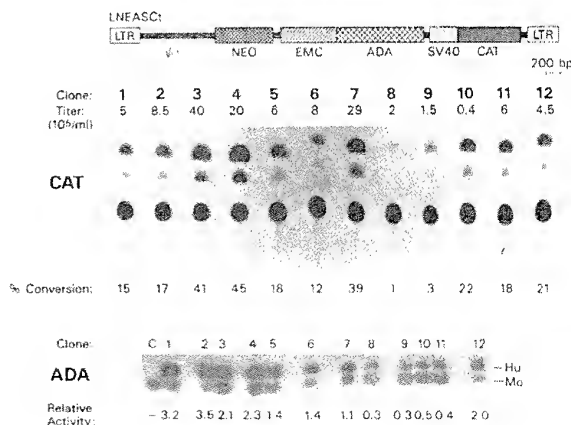 LNEASCt
LTR LTR
NEO EMC ADA SV40 CAT
200 bp
Clone: 1 2 3 4 5 6 7 8 9 10 11 12
Titer: 5 8.5 40 20 6 8 29 2 1.5 0.4 6 4.5
CAT
% Conversion: 15 17 41 45 18 12 39 1 3 22 18 21
Clone: C 1 2 3 4 5 6 7 8 9 10 11 12
ADA
Hu
Mo
Relative
Activity: – 3.2 3.5 2.1 2.3 1.4 1.4 1.1 0.3 0.3 0.5 0.4 2.0